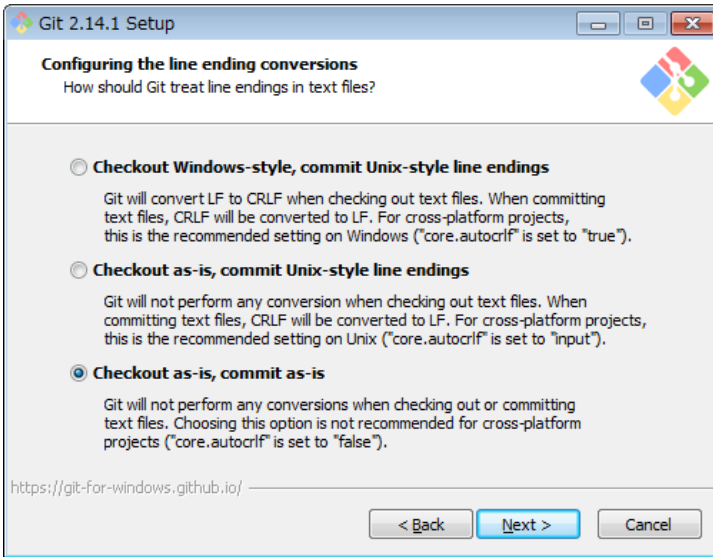 Git 2.14.1 Setup
Configuring the line ending conversions
How should Git treat line endings in text files?
Checkout Windows-style, commit Unix-style line endings
Git will convert LF to CRLF when checking out text files. When committing
text files, CRLF will be converted to LF. For cross-platform projects,
this is the recommended setting on Windows ("core.autocrlf" is set to "true").
Checkout as-is, commit Unix-style line endings
Git will not perform any conversion when checking out text files. When
committing text files, CRLF will be converted to LF. For cross-platform projects,
this is the recommended setting on Unix ("core.autocrlf" is set to "input").
Checkout as-is, commit as-is
Git will not perform any conversions when checking out or committing
text files. Choosing this option is not recommended for cross-platform
projects ("core.autocrlf" is set to "false").
https://git-for-windows.github.io/
< Back Next > Cancel